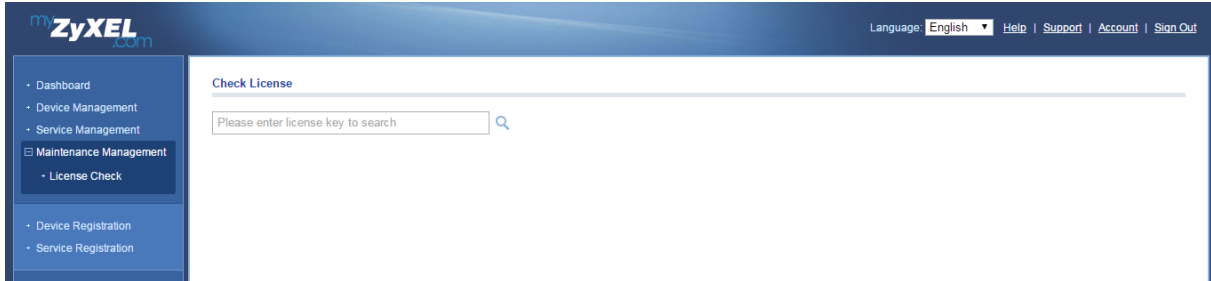 myZyXEL.com
Language: English Help | Support | Account | Sign Out
Dashboard
Device Management
Service Management
Maintenance Management
License Check
Device Registration
Service Registration
Check License
Please enter license key to search